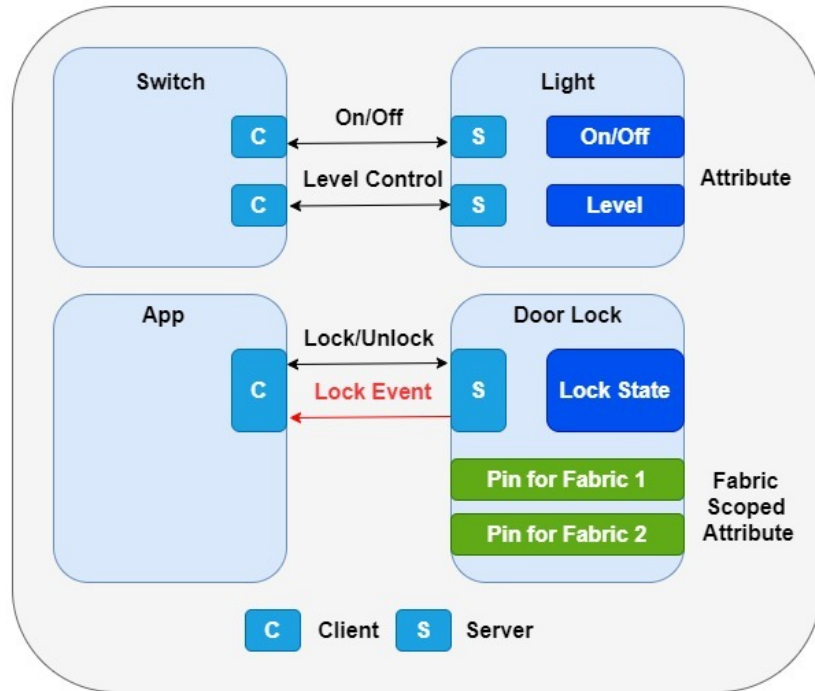 Switch
Light
C
On/Off
S
On/Off
C
Level Control
S
Level
Attribute
App
Door Lock
C
Lock/Unlock
Lock Event
S
Lock State
Pin for Fabric 1
Pin for Fabric 2
Fabric
Scoped
Attribute
C
Client
S
Server